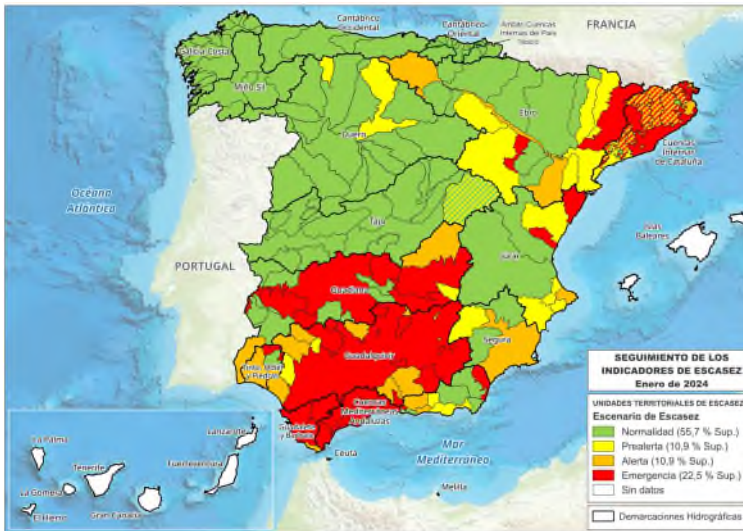 Cantábrico
Occidental
Cantábrico
Oriental
Ámbito Cuencas
Internas de País
Vasco
FRANCIA
Galicia Costa
Miño-Sil
Duero
Ebro
Cuencas
Internas
de Cataluña
Océano
Atlántico
Tajo
Islas
Baleares
PORTUGAL
Júcar
Guadiana
Segura
Guadalquivir
Tinto, Odiel
y Piedras
Cuencas
Mediterráneas
Andaluzas
Guadalete
y Barbate
Mar
Mediterráneo
Ceuta
Melilla
La Palma
Lanzarote
Tenerife
Fuerteventura
La Gomera
El Hierro
Gran Canaria
SEGUIMIENTO DE LOS
INDICADORES DE ESCASEZ
Enero de 2024
UNIDADES TERRITORIALES DE ESCASEZ
Escenario de Escasez
Normalidad (55,7 % Sup.)
Prealerta (10,9 % Sup.)
Alerta (10,9 % Sup.)
Emergencia (22,5 % Sup.)
Sin datos
Demarcaciones Hidrográficas